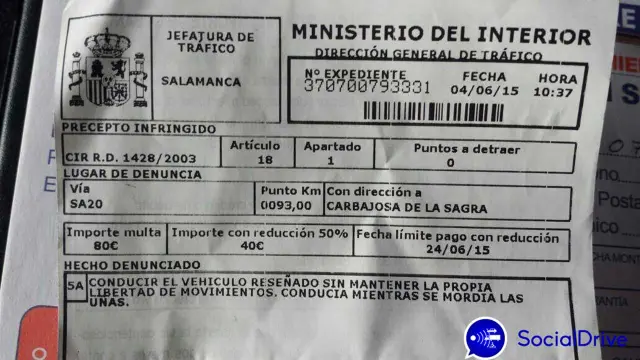 JEFATURA DE
TRÁFICO
SALAMANCA
MINISTERIO DEL INTERIOR
DIRECCIÓN GENERAL DE TRÁFICO
Nº EXPEDIENTE FECHA HORA
370700793331 04/06/15 10:37
PRECEPTO INFRINGIDO
CIR R.D. 1428/2003
Artículo
18
Apartado
1
Puntos a detraer
0
LUGAR DE DENUNCIA
Vía
SA20
Punto Km
0093,00
Con dirección a
CARBAJOSA DE LA SAGRA
Importe multa
80€
Importe con reducción 50%
40€
Fecha límite pago con reducción
24/06/15
HECHO DENUNCIADO
5A CONDUCIR EL VEHICULO RESEÑADO SIN MANTENER LA PROPIA
LIBERTAD DE MOVIMIENTOS. CONDUCIA MIENTRAS SE MORDIA LAS
UÑAS.
Postal
SocialDrive